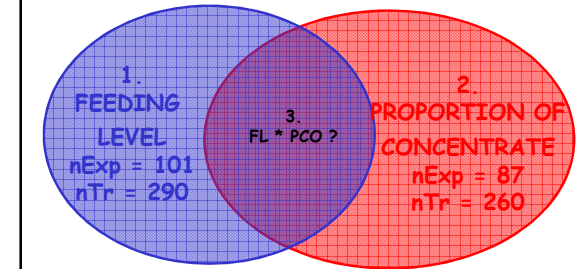 1.
FEEDING
LEVEL
nExp = 101
nTr = 290
3.
FL * PCO ?
2.
PROPORTION OF
CONCENTRATE
nExp = 87
nTr = 260